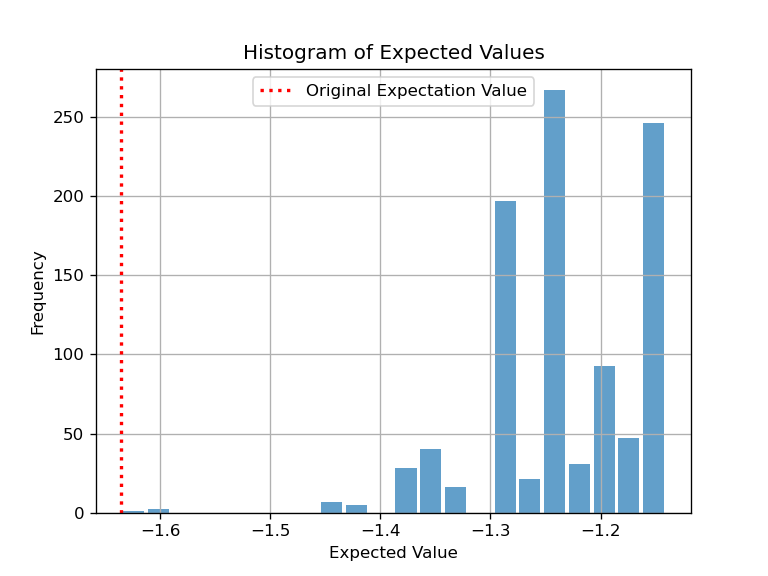 Histogram of Expected Values
Original Expectation Value
Frequency
250
200
150
100
50
0
−1.6
−1.5
−1.4
−1.3
−1.2
Expected Value